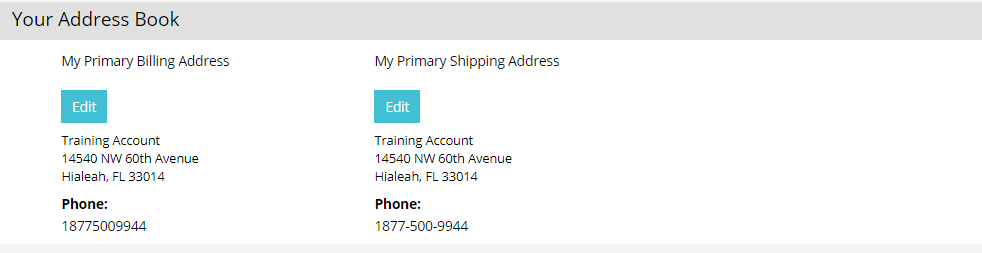 Your Address Book
My Primary Billing Address
Edit
Training Account
14540 NW 60th Avenue
Hialeah, FL 33014
Phone:
18775009944
My Primary Shipping Address
Edit
Training Account
14540 NW 60th Avenue
Hialeah, FL 33014
Phone:
1877-500-9944